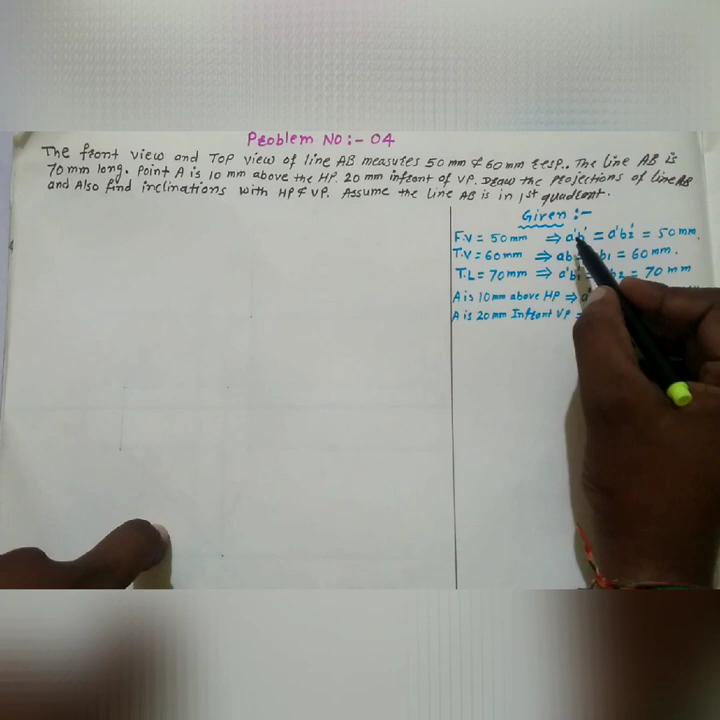 Problem No:- 04
The front view and Top view of line AB measures 50 mm & 60 mm resp.. The line AB is
70 mm long. Point A is 10 mm above the HP. 20 mm infront of VP. Draw the projections of line AB
and Also find inclinations with HP & VP. Assume the line AB is in 1st quadrant.
Given :-
F.V = 50 mm ⇒ a'b' = a'b2' = 50 mm.
T.V = 60 mm ⇒ ab = b1 = 60 mm.
T.L = 70 mm ⇒ a'b1' = b2 = 70 mm
A is 10 mm above HP ⇒ a'
A is 20 mm Infront VP =